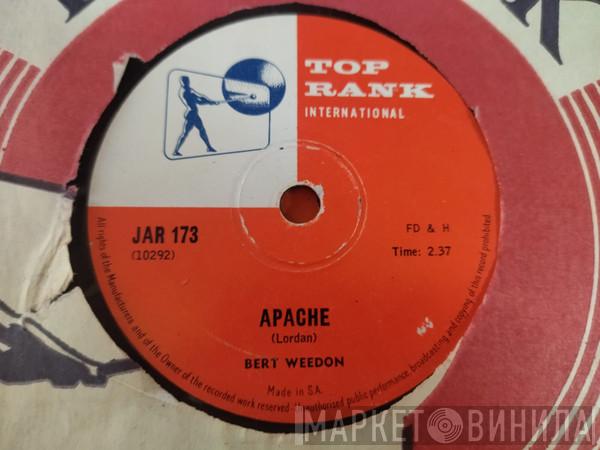 TOP
RANK
INTERNATIONAL
JAR 173
(10292)
FD & H
Time: 2.37
APACHE
(Lordan)
BERT WEEDON
Made in S.A.
All rights of the Manufacturers and of the Owner of the recorded work reserved—Unauthorised public performance, broadcasting and copying of this record prohibited
МАРКЕТОВИНИЛА